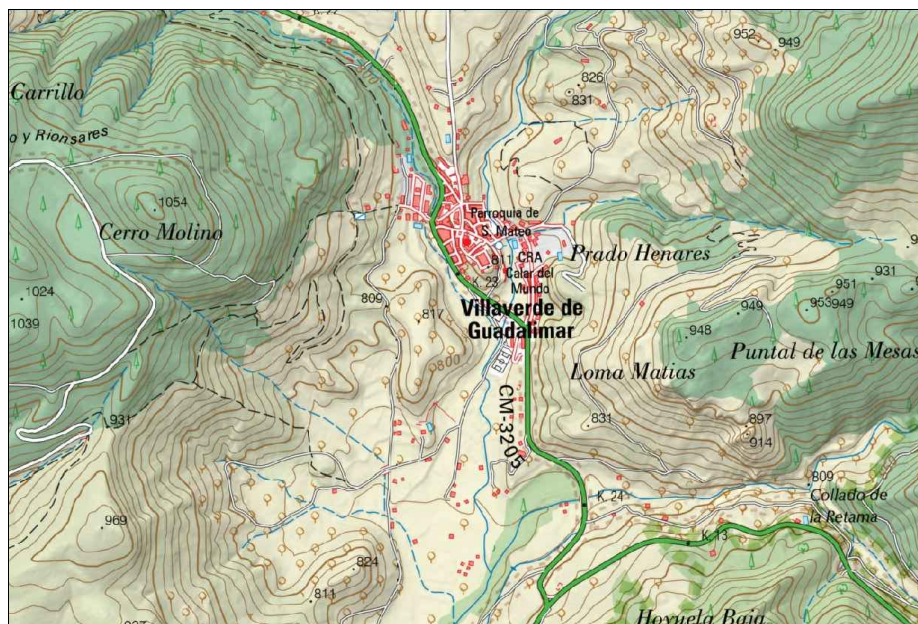 952
949
826
831
Carrillo
o y Rionsares
1054
Cerro Molino
Parroquia de
S. Mateo
811
CRA
Calar del
Mundo
Prado Henares
K. 23
1024
1039
809
817
800
Villaverde de
Guadalimar
931
951
949
953
949
948
Puntal de las Mesas
Loma Matias
CM-3205
831
897
914
931
809
Collado de
la Retama
K. 24
K. 13
969
824
811
Hoyuela Baja